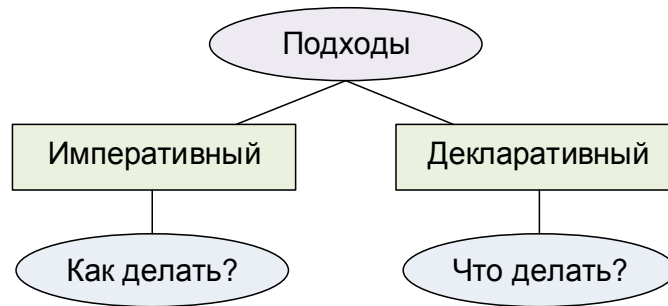 Подходы
Императивный
Декларативный
Как делать?
Что делать?